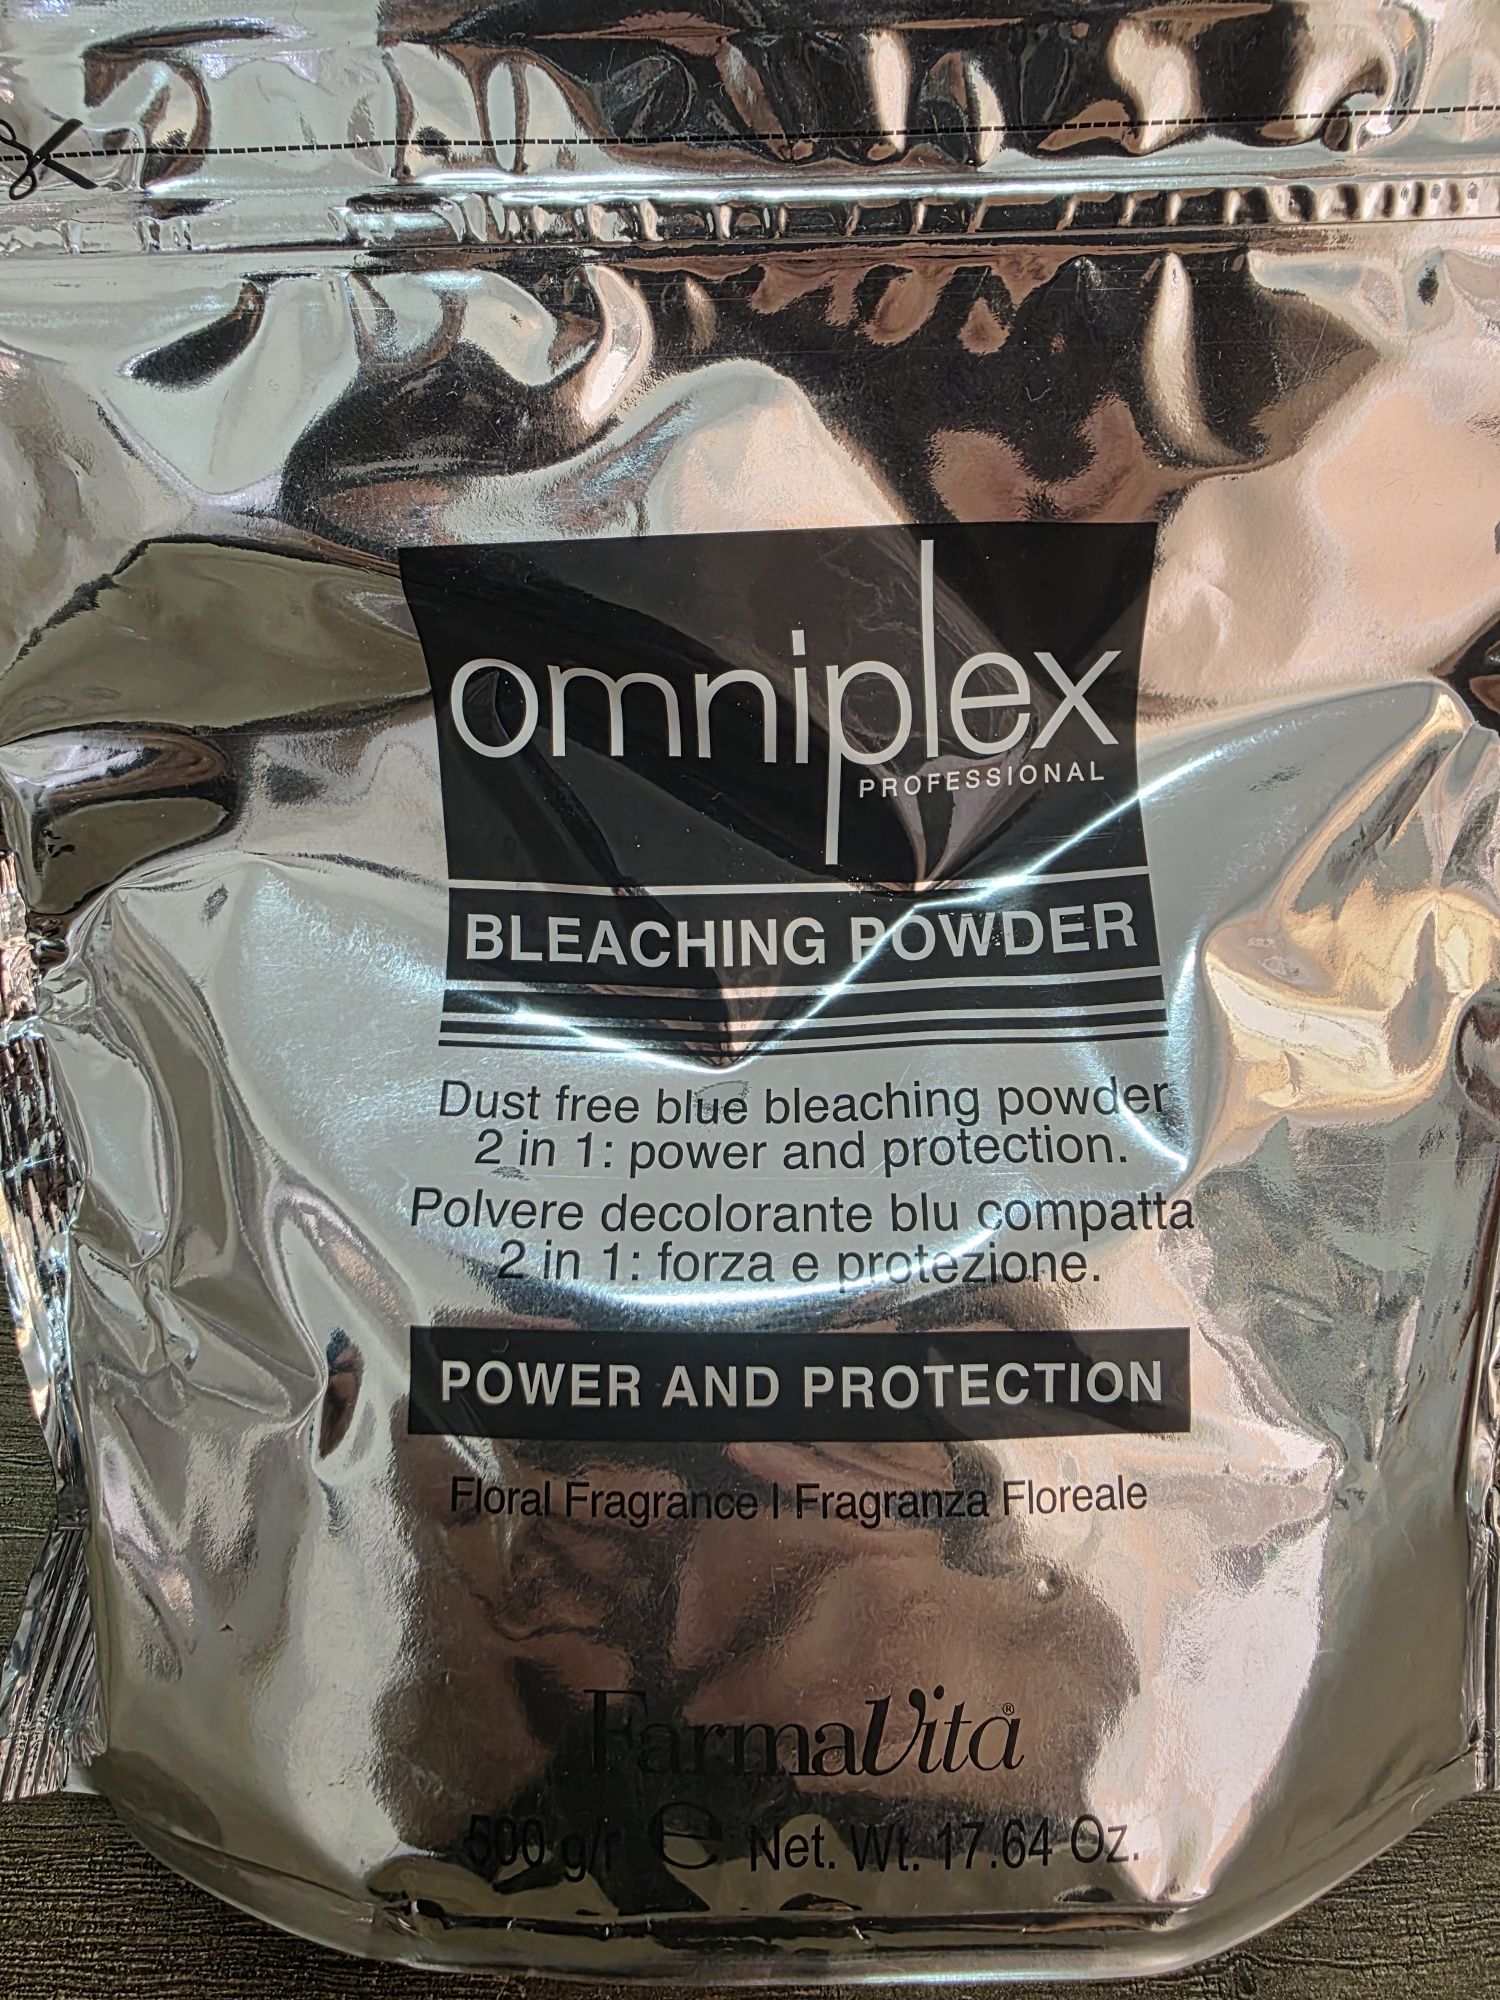 omniplex
PROFESSIONAL
BLEACHING POWDER
Dust free blue bleaching powder
2 in 1: power and protection.
Polvere decolorante blu compatta
2 in 1: forza e protezione.
POWER AND PROTECTION
Floral Fragrance | Fragranza Floreale
FarmaVita®
500 g/r ℮ Net. Wt. 17.64 Oz.